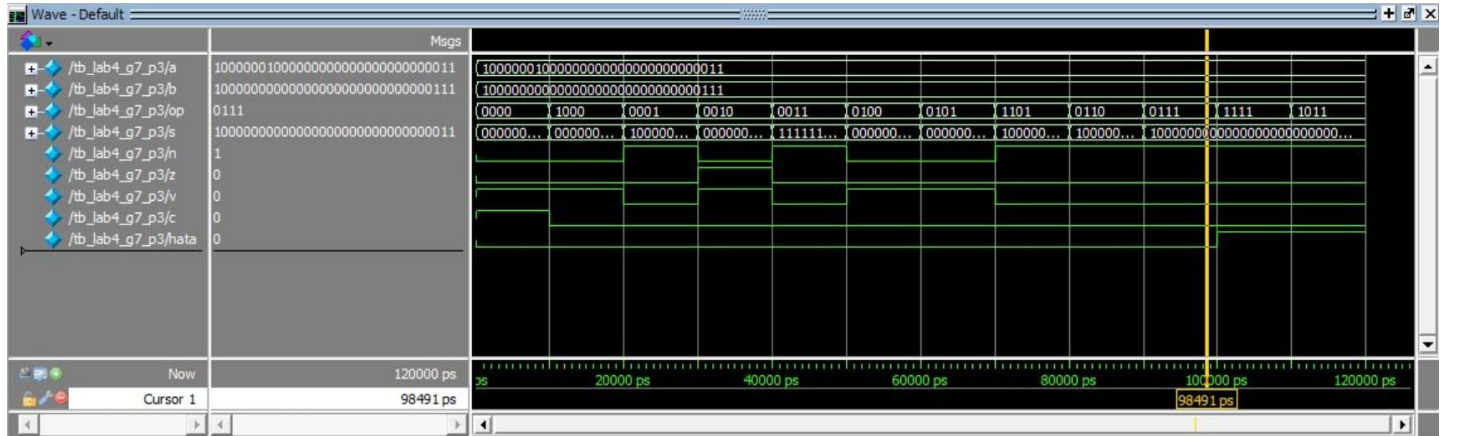 Wave - Default
Msgs
/tb_lab4_g7_p3/a 10000001000000000000000000000011 10000001000000000000000000000011
/tb_lab4_g7_p3/b 10000000000000000000000000000111 10000000000000000000000000000111
/tb_lab4_g7_p3/op 0111 0000 1000 0001 0010 0011 0100 0101 1101 0110 0111 1111 1011
/tb_lab4_g7_p3/s 10000000000000000000000000000011 000000... 000000... 100000... 000000... 111111... 000000... 000000... 100000... 100000... 1000000000000000000000000...
/tb_lab4_g7_p3/n 1
/tb_lab4_g7_p3/z 0
/tb_lab4_g7_p3/v 0
/tb_lab4_g7_p3/c 0
/tb_lab4_g7_p3/hata 0
Now 120000 ps ps 20000 ps 40000 ps 60000 ps 80000 ps 100000 ps 120000 ps
Cursor 1 98491 ps 98491 ps